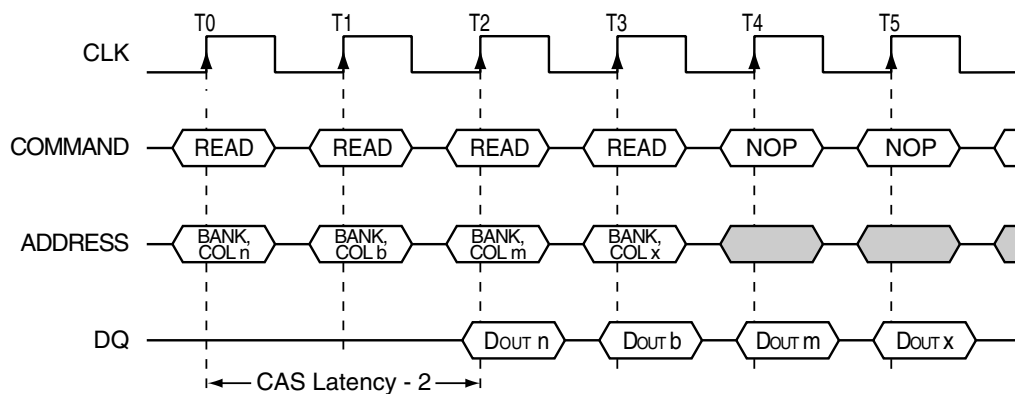 T0 T1 T2 T3 T4 T5
CLK
COMMAND READ READ READ READ NOP NOP
ADDRESS BANK, COL n BANK, COL b BANK, COL m BANK, COL x
DQ DOUT n DOUT b DOUT m DOUT x
CAS Latency - 2